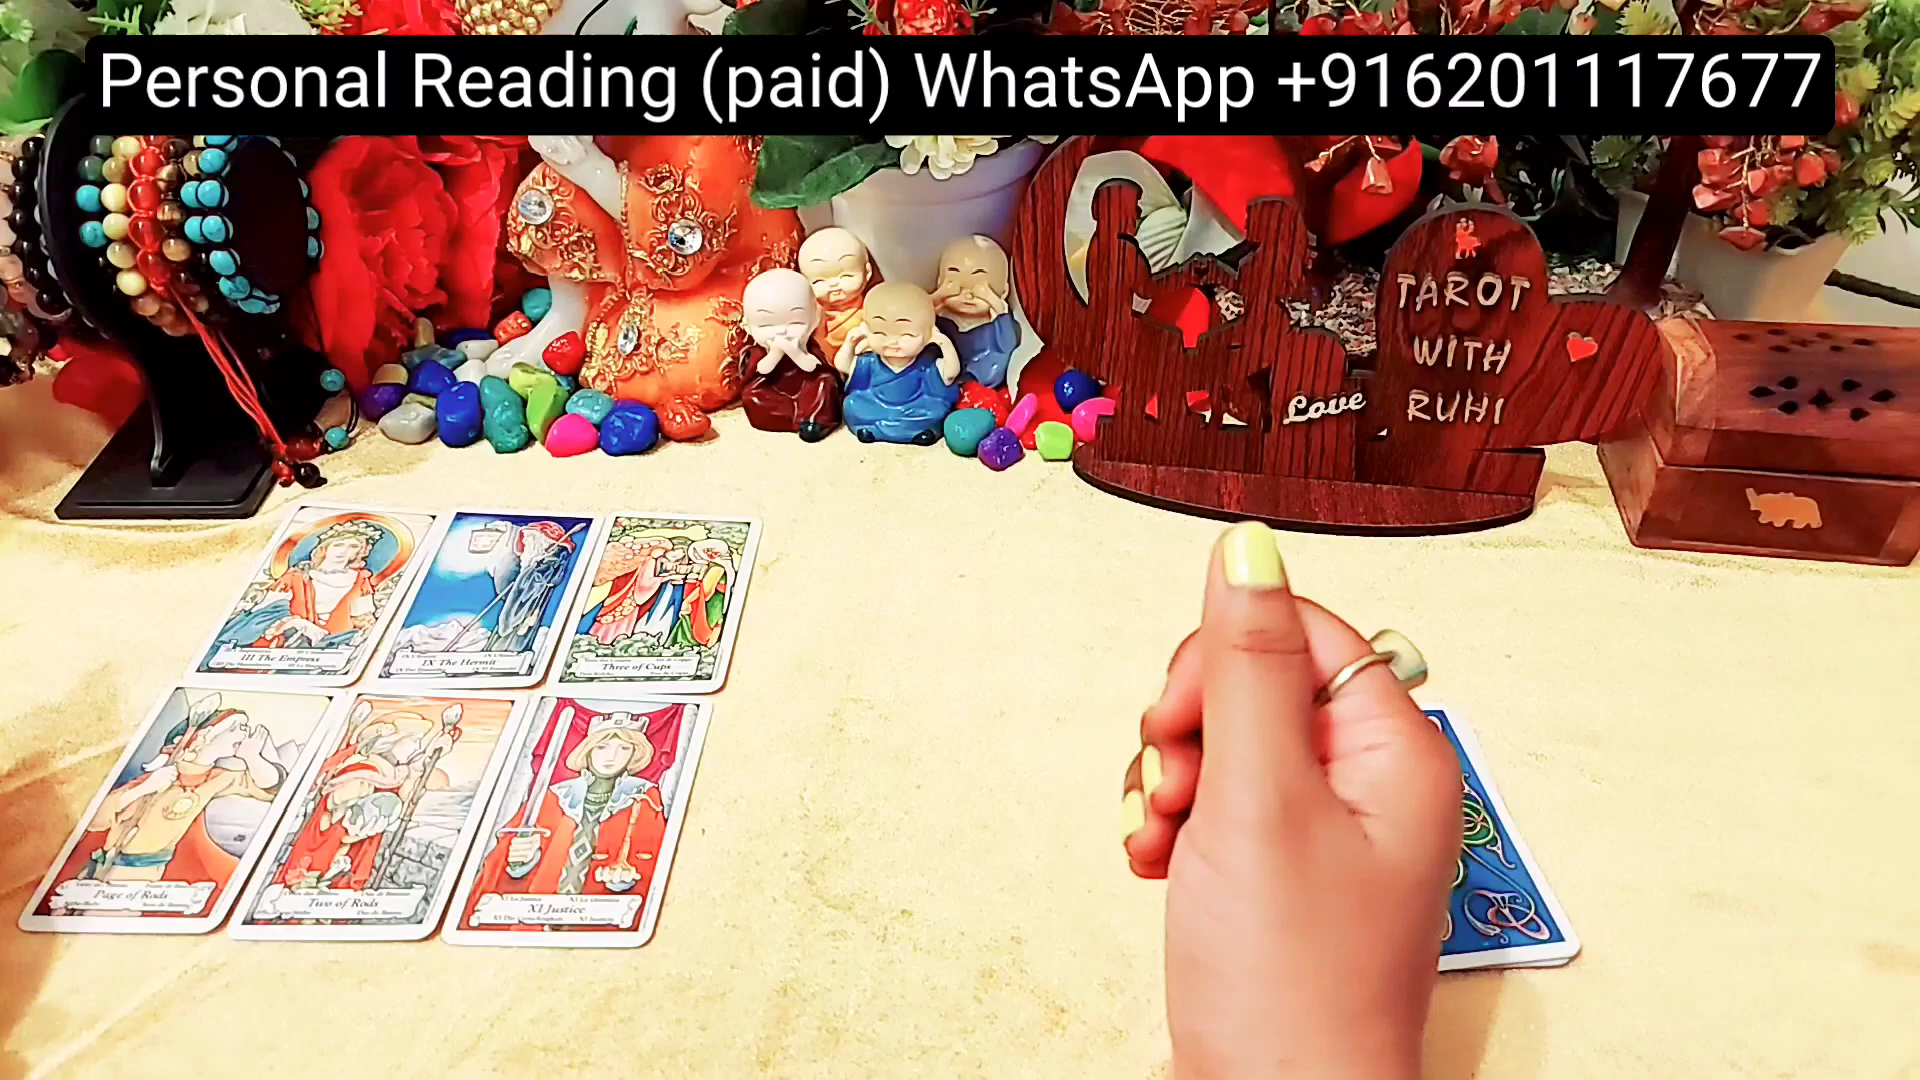 Personal Reading (paid) WhatsApp +916201117677
TAROT
WITH
RUHI
Love
III The Empress
IX The Hermit
Three of Cups
Page of Rods
Two of Rods
XI Justice